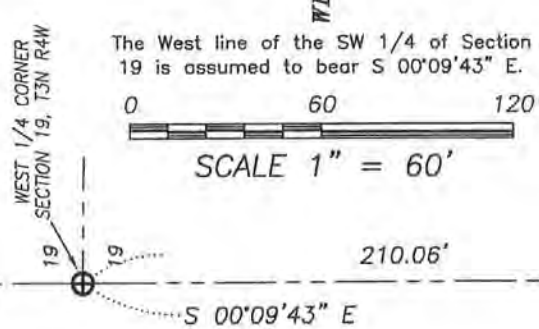 The West line of the SW 1/4 of Section
19 is assumed to bear S 00°09'43" E.
0 60 120
SCALE 1" = 60'
WEST 1/4 CORNER
SECTION 19, T3N R4W
19 19
210.06'
S 00°09'43" E